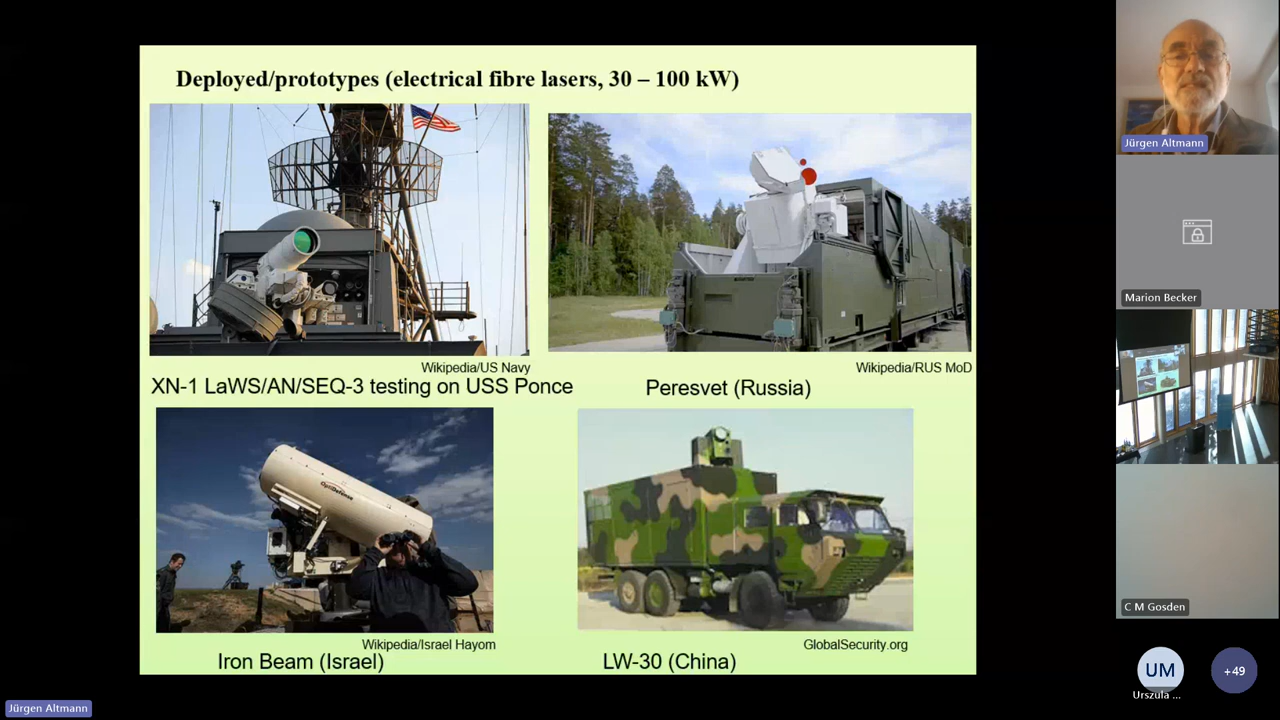 Deployed/prototypes (electrical fibre lasers, 30 – 100 kW)
Wikipedia/US Navy
XN-1 LaWS/AN/SEQ-3 testing on USS Ponce
Wikipedia/RUS MoD
Peresvet (Russia)
OptiDefense
Wikipedia/Israel Hayom
Iron Beam (Israel)
GlobalSecurity.org
LW-30 (China)
Jürgen Altmann
Marion Becker
C M Gosden
UM
Urszula ...
+49
Jürgen Altmann